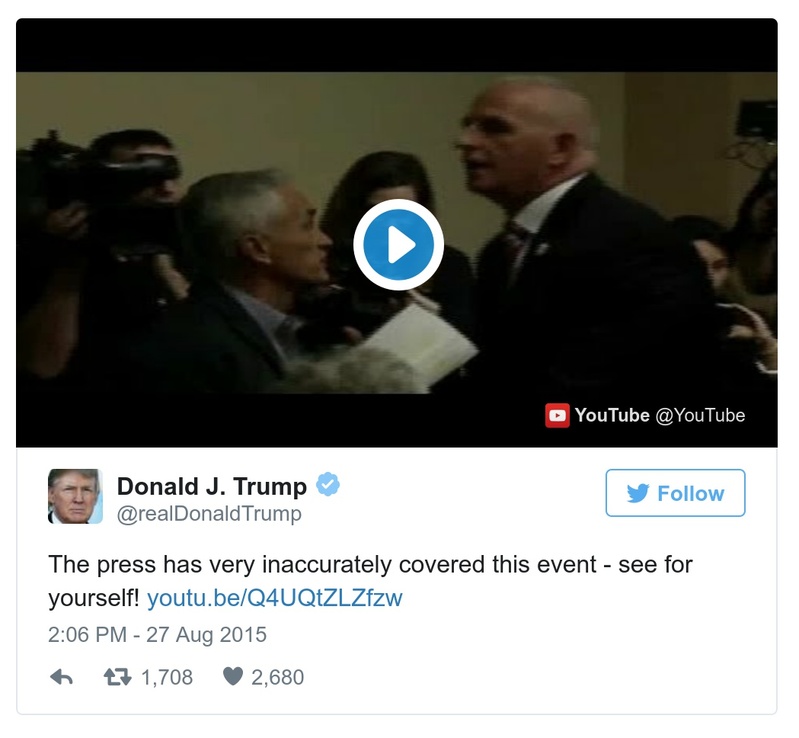 YouTube @YouTube
Donald J. Trump
@realDonaldTrump
Follow
The press has very inaccurately covered this event - see for
yourself! youtu.be/Q4UQtZLZfzw
2:06 PM - 27 Aug 2015
1,708 2,680